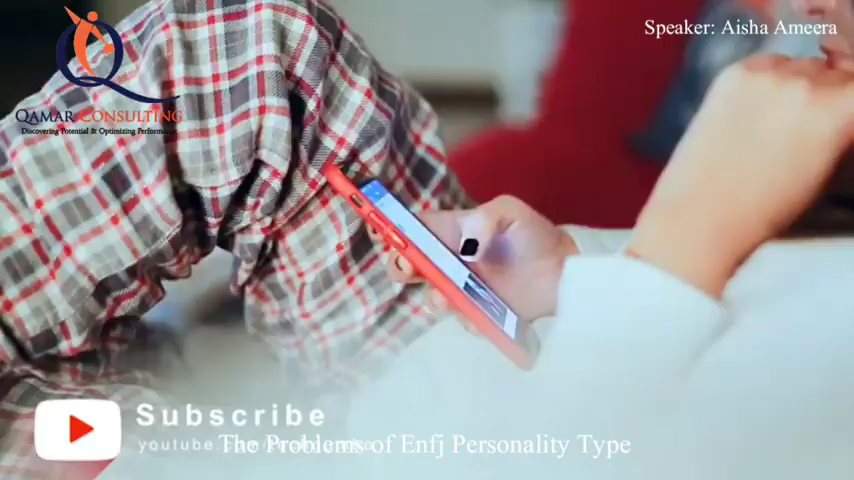 Speaker: Aisha Ameera
QAMAR CONSULTING
Discovering Potential & Optimizing Performance
Subscribe
The Problems of Enfj Personality Type